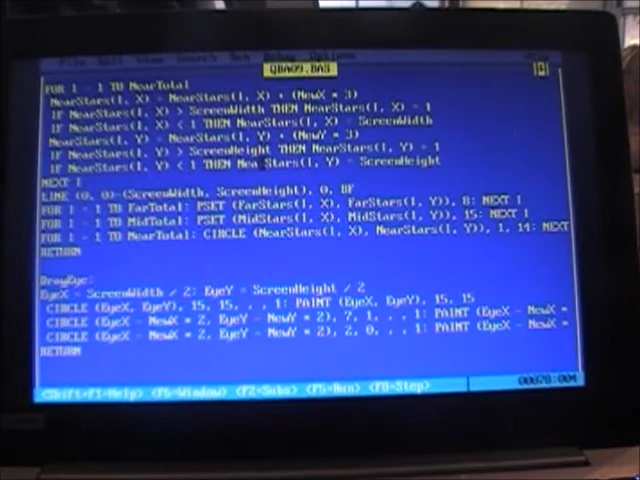 File Edit View Search Run Debug Options
QBA09.BAS
FOR I = 1 TO NearTotal
NearStars(I, X) = NearStars(I, X) + (NewX * 3)
IF NearStars(I, X) > ScreenWidth THEN NearStars(I, X) = 1
IF NearStars(I, X) < 1 THEN NearStars(I, X) = ScreenWidth
NearStars(I, Y) = NearStars(I, Y) + (NewY * 3)
IF NearStars(I, Y) > ScreenHeight THEN NearStars(I, Y) = 1
IF NearStars(I, Y) < 1 THEN NearStars(I, Y) = ScreenHeight
NEXT I
LINE (0, 0)-(ScreenWidth, ScreenHeight), 0, BF
FOR I = 1 TO FarTotal: PSET (FarStars(I, X), FarStars(I, Y)), 8: NEXT I
FOR I = 1 TO MidTotal: PSET (MidStars(I, X), MidStars(I, Y)), 15: NEXT I
FOR I = 1 TO NearTotal: CIRCLE (NearStars(I, X), NearStars(I, Y)), 1, 14: NEXT
RETURN
DrawEye:
EyeX = ScreenWidth / 2: EyeY = ScreenHeight / 2
CIRCLE (EyeX, EyeY), 15, 15, , , 1: PAINT (EyeX, EyeY), 15, 15
CIRCLE (EyeX - NewX * 2, EyeY - NewY * 2), 7, 1, , , 1: PAINT (EyeX - NewX *
CIRCLE (EyeX - NewX * 2, EyeY - NewY * 2), 2, 0, , , 1: PAINT (EyeX - NewX *
RETURN
<Shift+F1=Help> <F6=Window> <F2=Subs> <F5=Run> <F8=Step> 00078:004